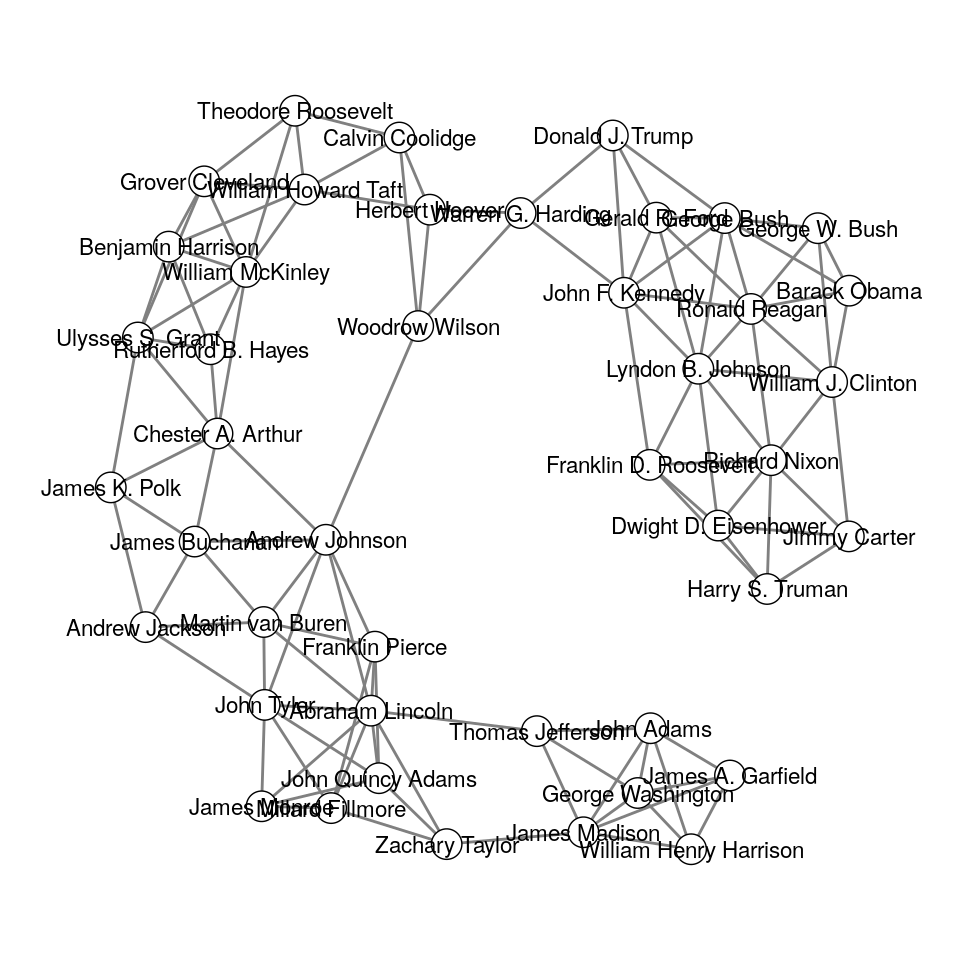 Theodore Roosevelt
Calvin Coolidge
Donald J. Trump
Grover Cleveland
William Howard Taft
Herbert Hoover
Warren G. Harding
Gerald R. Ford
George Bush
George W. Bush
Benjamin Harrison
William McKinley
John F. Kennedy
Barack Obama
Ronald Reagan
Ulysses S. Grant
Rutherford B. Hayes
Woodrow Wilson
Lyndon B. Johnson
William J. Clinton
Chester A. Arthur
Franklin D. Roosevelt
Richard Nixon
James K. Polk
Dwight D. Eisenhower
Jimmy Carter
James Buchanan
Andrew Johnson
Harry S. Truman
Andrew Jackson
Martin van Buren
Franklin Pierce
John Tyler
Abraham Lincoln
Thomas Jefferson
John Adams
John Quincy Adams
James A. Garfield
George Washington
James Monroe
Millard Fillmore
Zachary Taylor
James Madison
William Henry Harrison